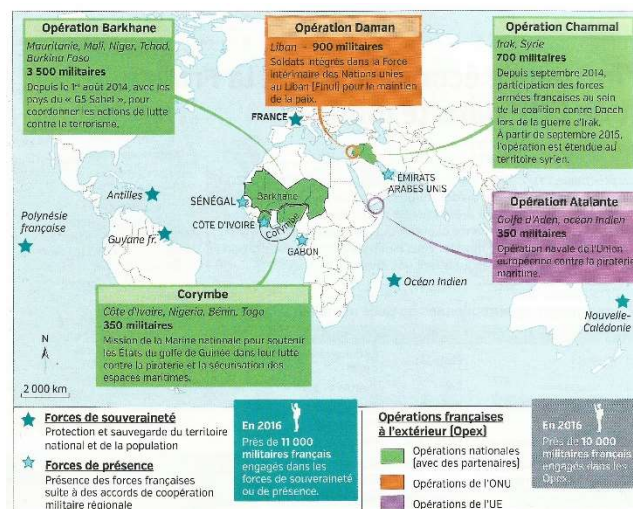 Opération Barkhane
Mauritanie, Mali, Niger, Tchad,
Burkina Faso
3 500 militaires
Depuis le 1er août 2014, avec les
pays du « G5 Sahel », pour
coordonner les actions de lutte
contre le terrorisme.
Opération Daman
Liban - 900 militaires
Soldats intégrés dans la Force
intérimaire des Nations unies
au Liban (Finul) pour le maintien
de la paix.
Opération Chammal
Irak, Syrie
700 militaires
Depuis septembre 2014,
participation des forces
armées françaises au sein
de la coalition contre Daech
lors de la guerre d'Irak.
À partir de septembre 2015,
l'opération est étendue au
territoire syrien.
FRANCE
ÉMIRATS
ARABES UNIS
Antilles
SÉNÉGAL
Barkhane
Polynésie
française
Guyane fr.
CÔTE D'IVOIRE
Corymbe
GABON
Opération Atalante
Golfe d'Aden, océan Indien
350 militaires
Opération navale de l'Union
européenne contre la piraterie
maritime.
Océan Indien
Nouvelle-
Calédonie
Corymbe
Côte d'Ivoire, Nigeria, Bénin, Togo
350 militaires
Mission de la Marine nationale pour soutenir
les États du golfe de Guinée dans leur lutte
contre la piraterie et la sécurisation des
espaces maritimes.
N
2 000 km
Forces de souveraineté
Protection et sauvegarde du territoire
national et de la population
Forces de présence
Présence des forces françaises
suite à des accords de coopération
militaire régionale
En 2016
Près de 11 000
militaires français
engagés dans les
forces de souveraineté
ou de présence.
Opérations françaises
à l'extérieur (Opex)
Opérations nationales
(avec des partenaires)
Opérations de l'ONU
Opérations de l'UE
En 2016
Près de 10 000
militaires français
engagés dans les
Opex.